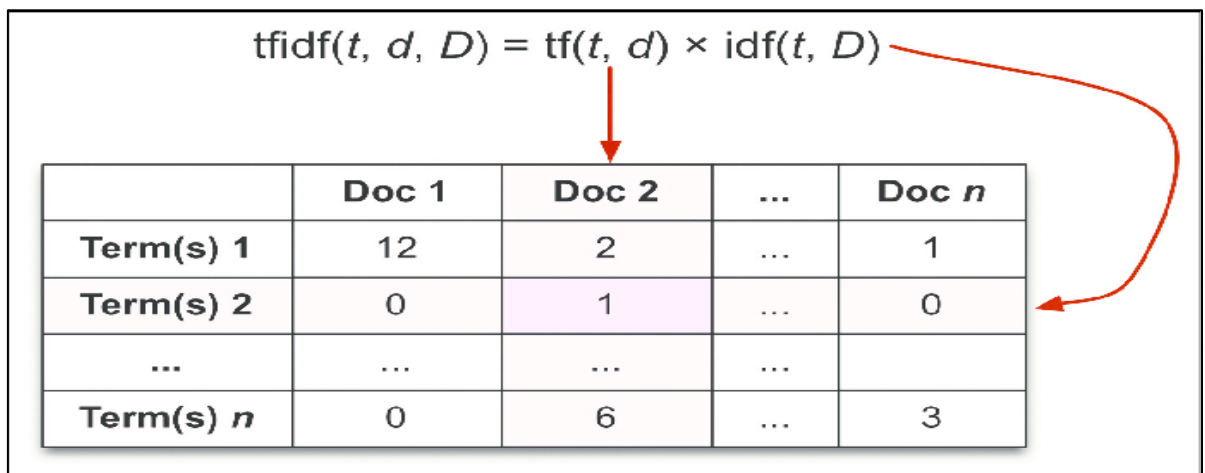 tfidf(t, d, D) = tf(t, d) × idf(t, D)
Doc 1 Doc 2 ... Doc n
Term(s) 1 12 2 ... 1
Term(s) 2 0 1 ... 0
... ... ... ...
Term(s) n 0 6 ... 3